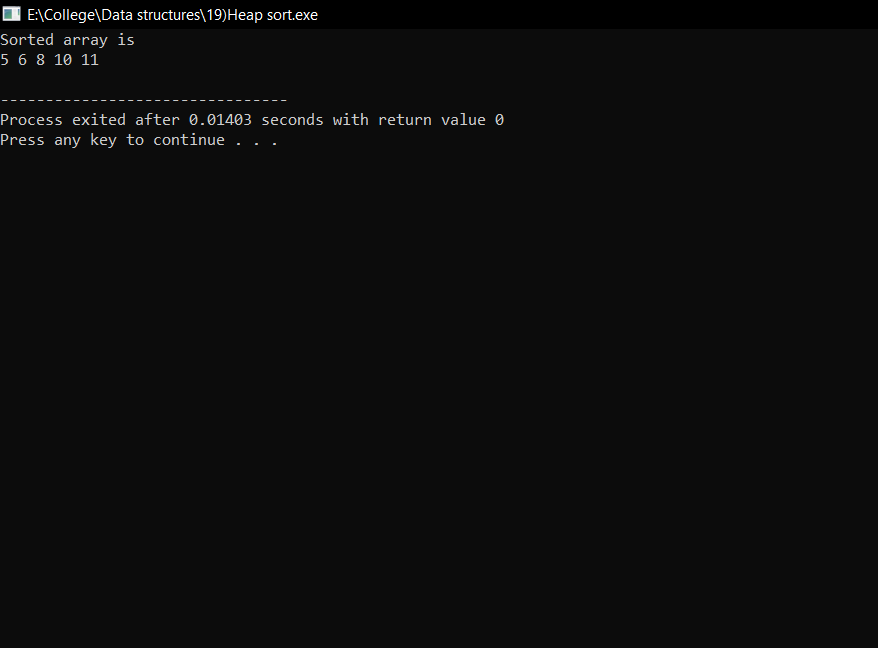 E:\College\Data structures\19)Heap sort.exe
Sorted array is
5 6 8 10 11
--------------------------------
Process exited after 0.01403 seconds with return value 0
Press any key to continue . . .